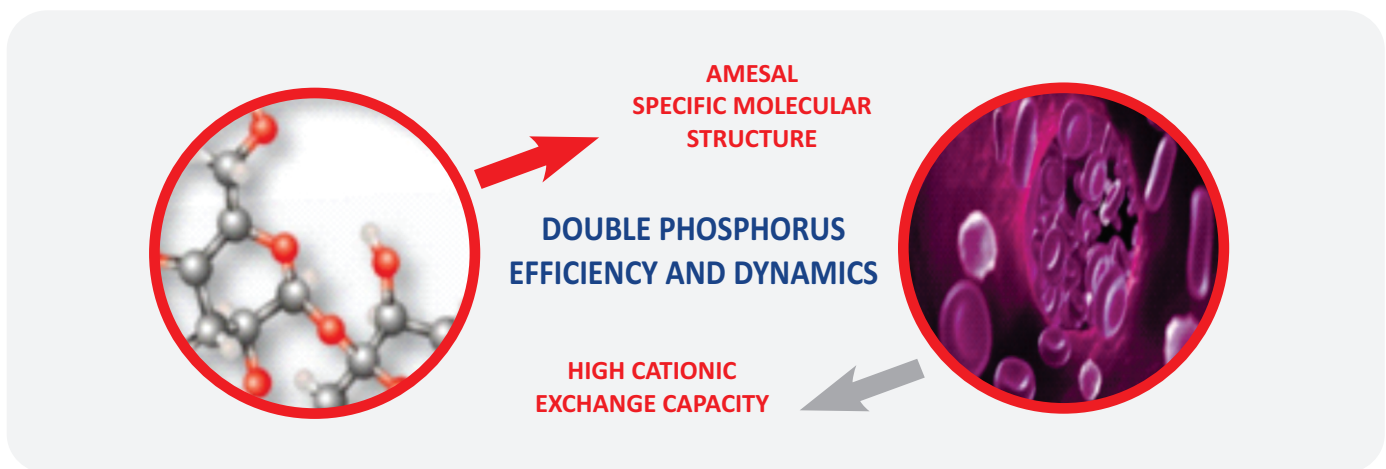 AMESAL
SPECIFIC MOLECULAR
STRUCTURE
DOUBLE PHOSPHORUS
EFFICIENCY AND DYNAMICS
HIGH CATIONIC
EXCHANGE CAPACITY